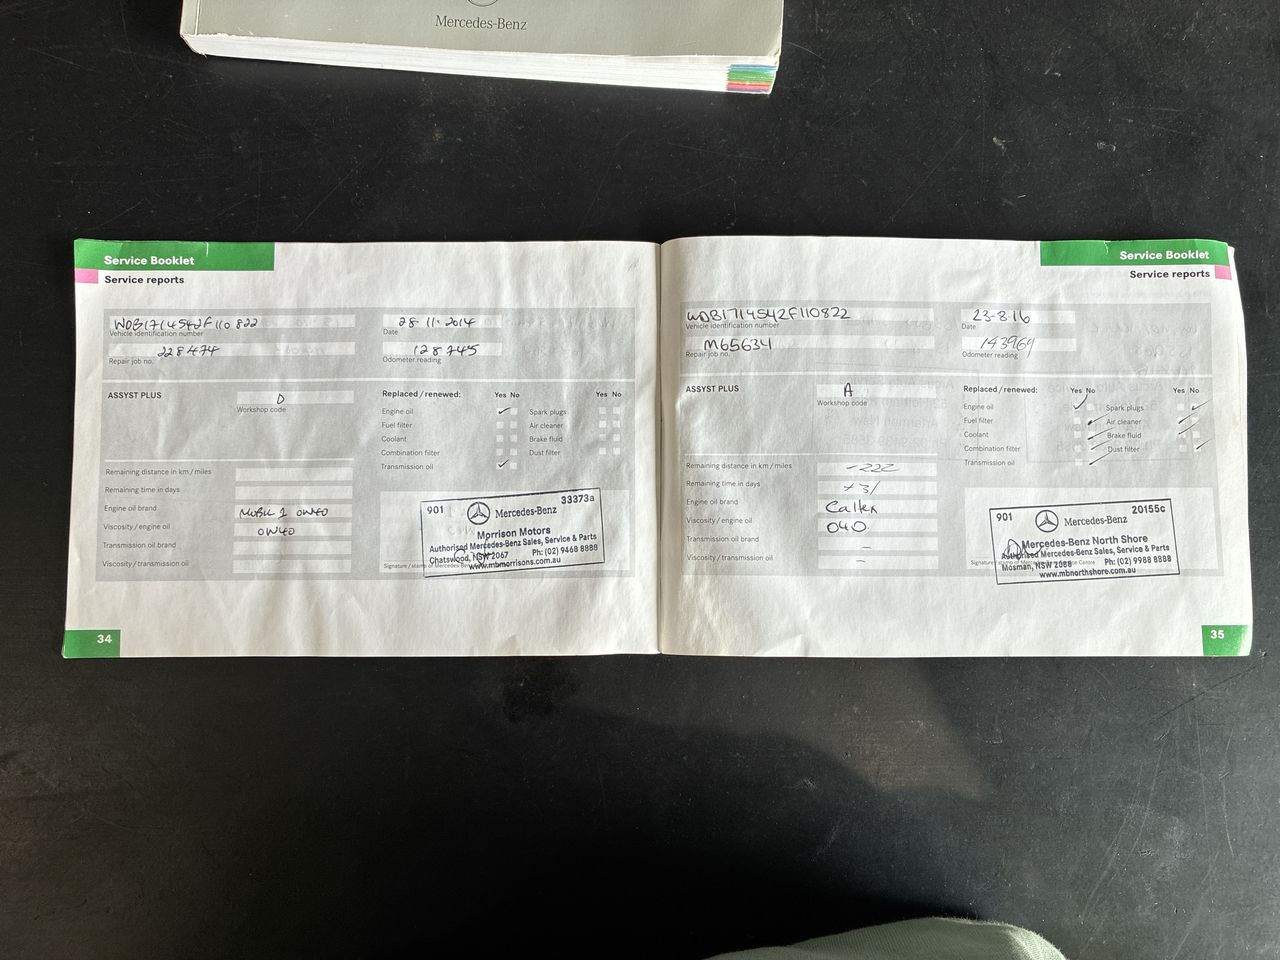 Mercedes-Benz
Service Booklet
Service reports
WDB1714542F110822
Vehicle identification number
28·11·2014
Date
228474
Repair job no.
128745
Odometer reading
ASSYST PLUS
D
Workshop code
Replaced/renewed:
Yes No
Yes No
Engine oil
Spark plugs
Fuel filter
Air cleaner
Coolant
Brake fluid
Combination filter
Dust filter
Transmission oil
Remaining distance in km/miles
Remaining time in days
Engine oil brand
MOBIL 1 0W40
Viscosity/engine oil
0W40
Transmission oil brand
Viscosity/transmission oil
901
Mercedes-Benz
33373a
Morrison Motors
Authorised Mercedes-Benz Sales, Service & Parts
Chatswood, NSW 2067 Ph: (02) 9468 8888
www.mbmorrisons.com.au
34
Service Booklet
Service reports
WDB1714542F110822
Vehicle identification number
23-8-16
Date
M65634
Repair job no.
143969
Odometer reading
ASSYST PLUS
A
Workshop code
Replaced/renewed:
Yes No
Yes No
Engine oil
Spark plugs
Fuel filter
Air cleaner
Coolant
Brake fluid
Combination filter
Dust filter
Transmission oil
Remaining distance in km/miles
-222
Remaining time in days
Engine oil brand
Caltex
Viscosity/engine oil
040
Transmission oil brand
–
Viscosity/transmission oil
–
901
Mercedes-Benz
20155c
Mercedes-Benz North Shore
Authorised Mercedes-Benz Sales, Service & Parts
Mosman, NSW 2088 Ph: (02) 9988 8888
www.mbnorthshore.com.au
35